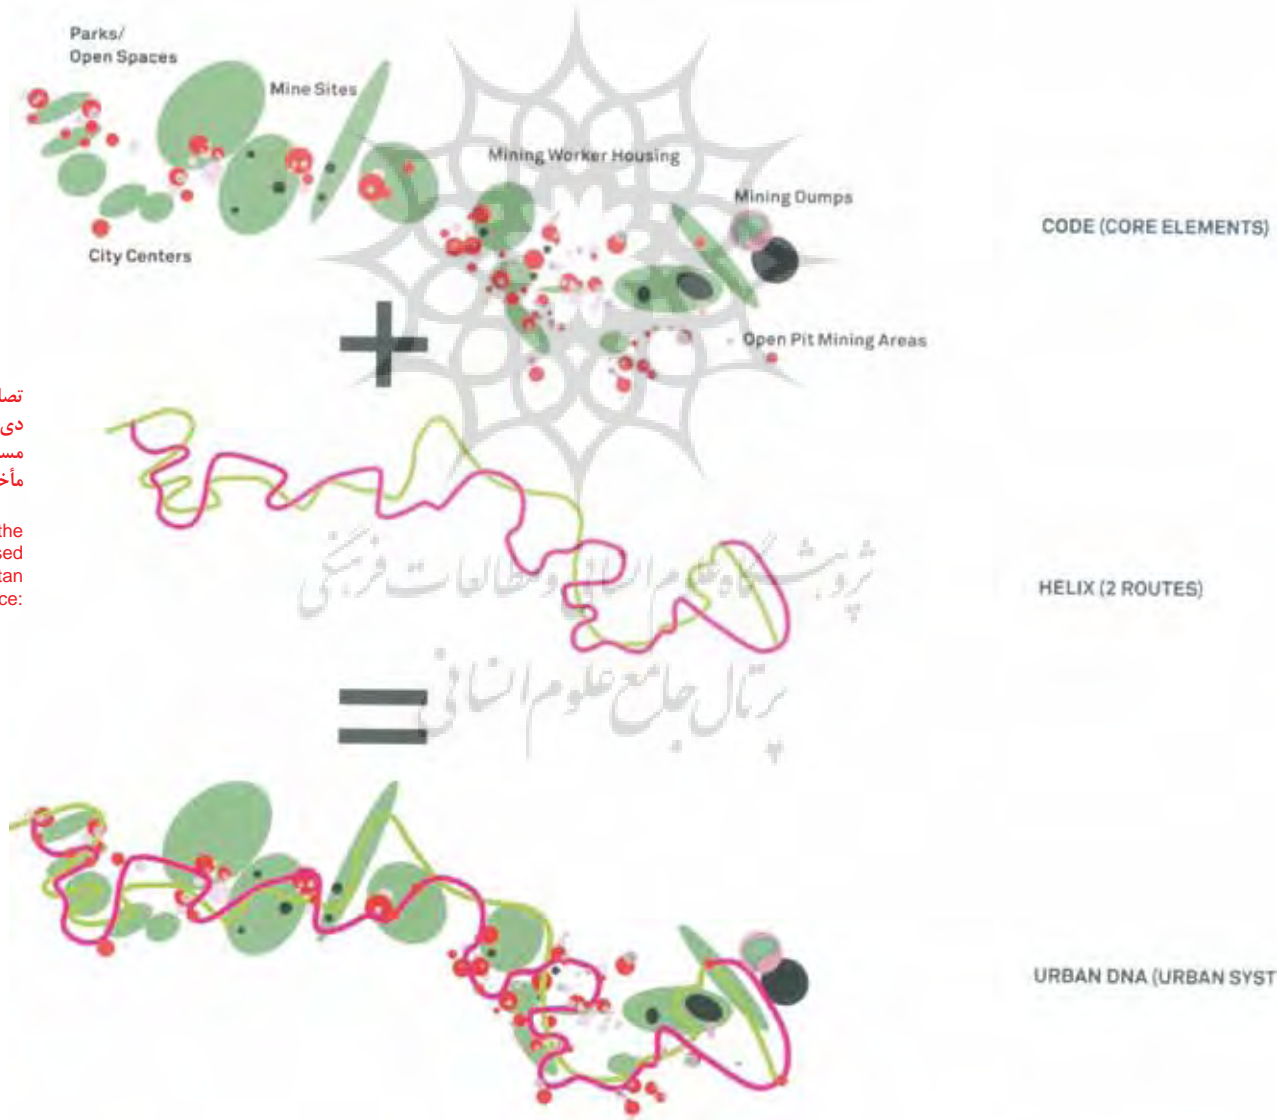 Parks/
Open Spaces
Mine Sites
Mining Worker Housing
Mining Dumps
City Centers
Open Pit Mining Areas
CODE (CORE ELEMENTS)
the
sed
tan
ce:
پژوهشگاه علوم انسانی و مطالعات فرهنگی
HELIX (2 ROUTES)
پرتال جامع علوم انسانی
URBAN DNA (URBAN SYST